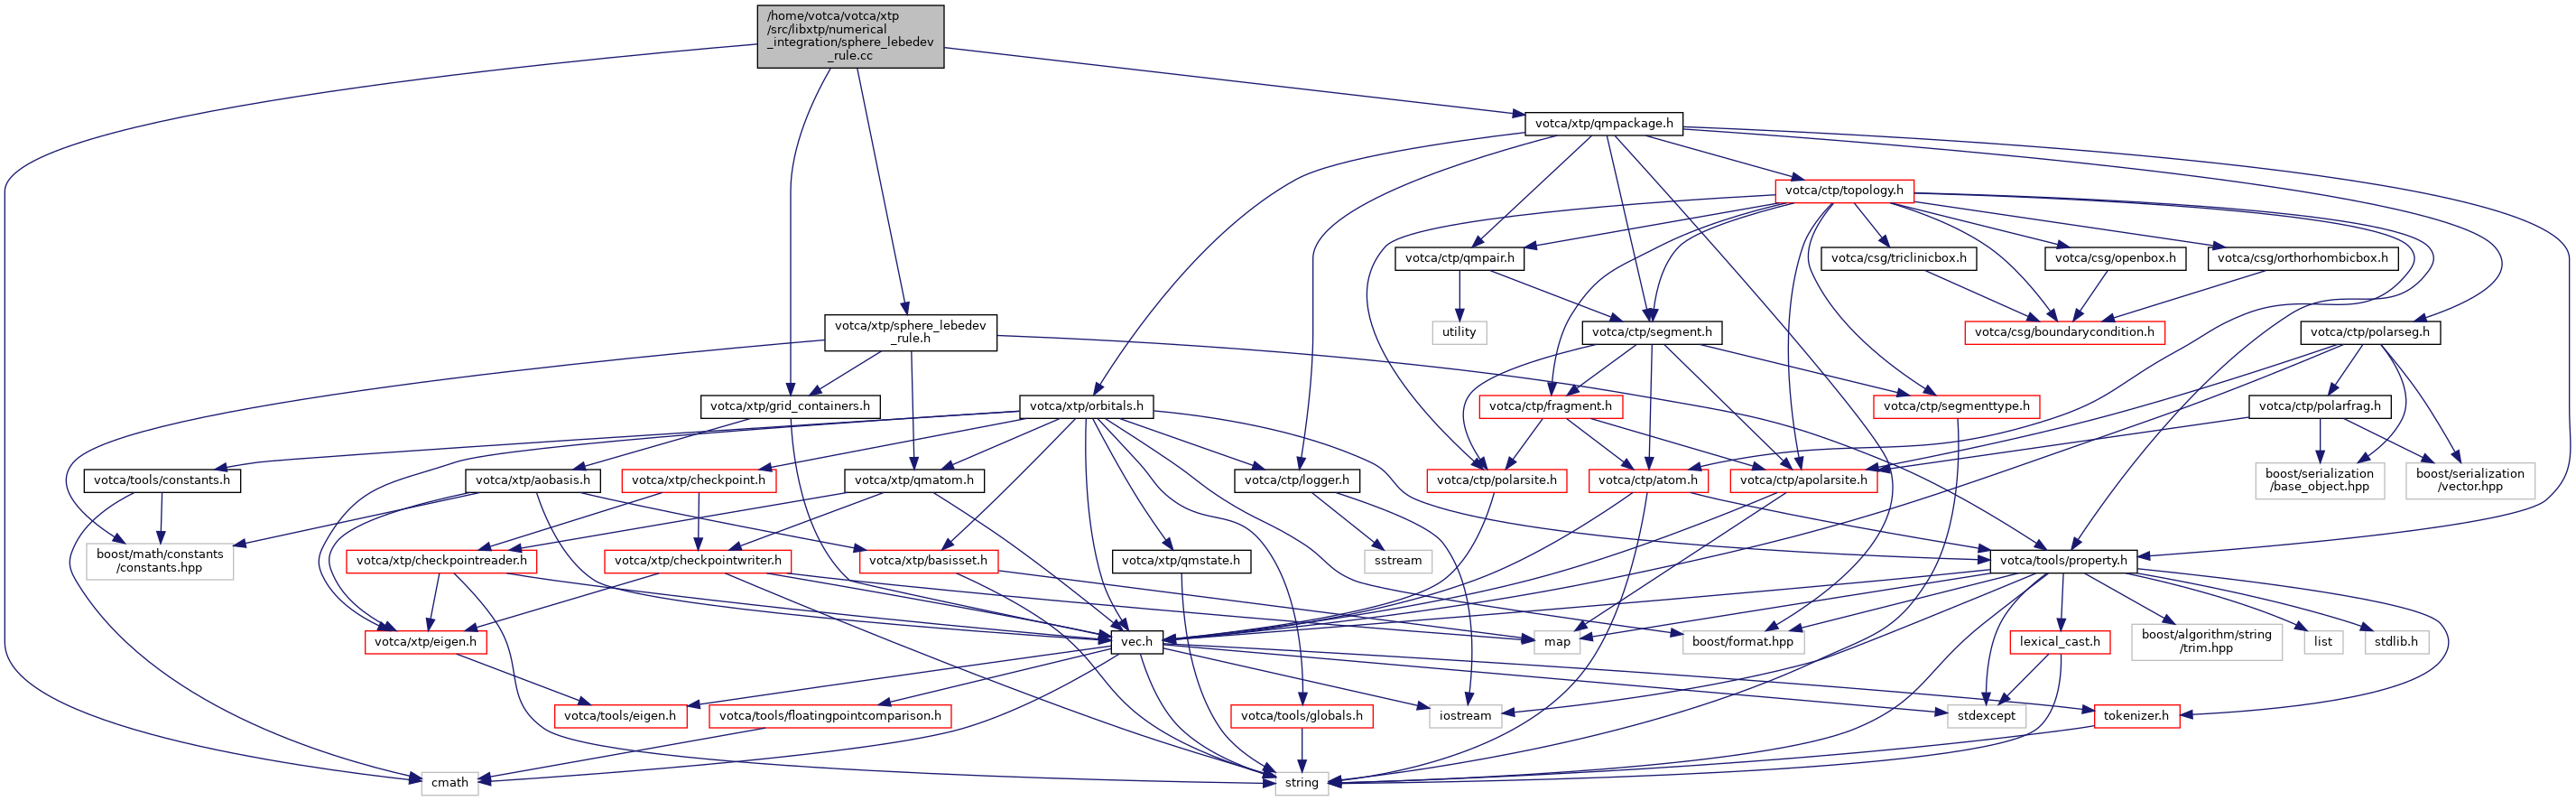 /home/votca/votca/xtp
/src/libxtp/numerical
_integration/sphere_lebedev
_rule.cc
votca/xtp/qmpackage.h
votca/ctp/topology.h
votca/ctp/qmpair.h
votca/csg/triclinicbox.h
votca/csg/openbox.h
votca/csg/orthorhombicbox.h
votca/xtp/sphere_lebedev
_rule.h
utility
votca/ctp/segment.h
votca/csg/boundarycondition.h
votca/ctp/polarseg.h
votca/xtp/grid_containers.h
votca/xtp/orbitals.h
votca/ctp/fragment.h
votca/ctp/segmenttype.h
votca/ctp/polarfrag.h
votca/tools/constants.h
votca/xtp/aobasis.h
votca/xtp/checkpoint.h
votca/xtp/qmatom.h
votca/ctp/logger.h
votca/ctp/polarsite.h
votca/ctp/atom.h
votca/ctp/apolarsite.h
boost/serialization
/base_object.hpp
boost/serialization
/vector.hpp
boost/math/constants
/constants.hpp
votca/xtp/checkpointreader.h
votca/xtp/checkpointwriter.h
votca/xtp/basisset.h
votca/xtp/qmstate.h
sstream
votca/tools/property.h
votca/xtp/eigen.h
vec.h
map
boost/format.hpp
lexical_cast.h
boost/algorithm/string
/trim.hpp
list
stdlib.h
votca/tools/eigen.h
votca/tools/floatingpointcomparison.h
iostream
votca/tools/globals.h
stdexcept
tokenizer.h
cmath
string